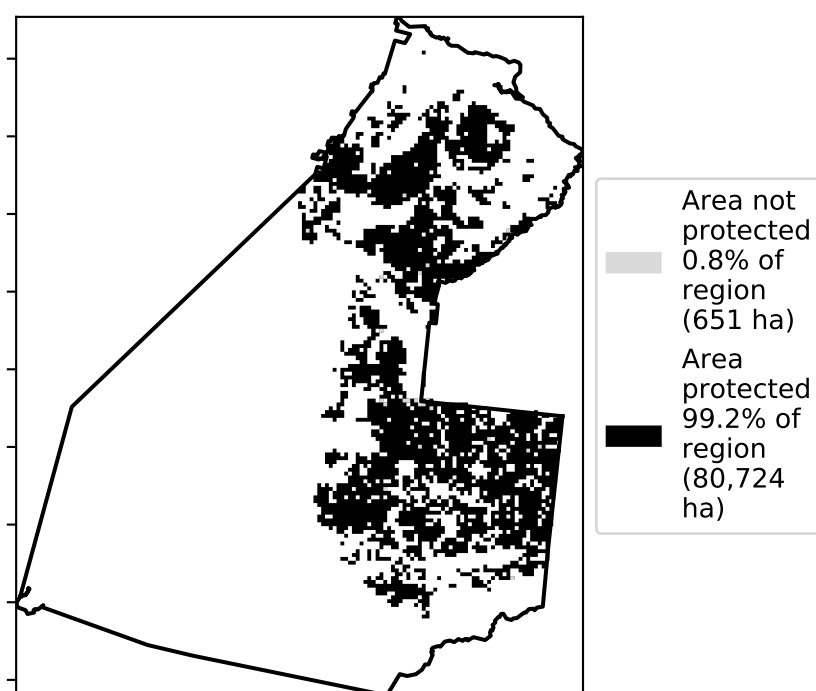 Area not
protected
0.8% of
region
(651 ha)
Area
protected
99.2% of
region
(80,724
ha)